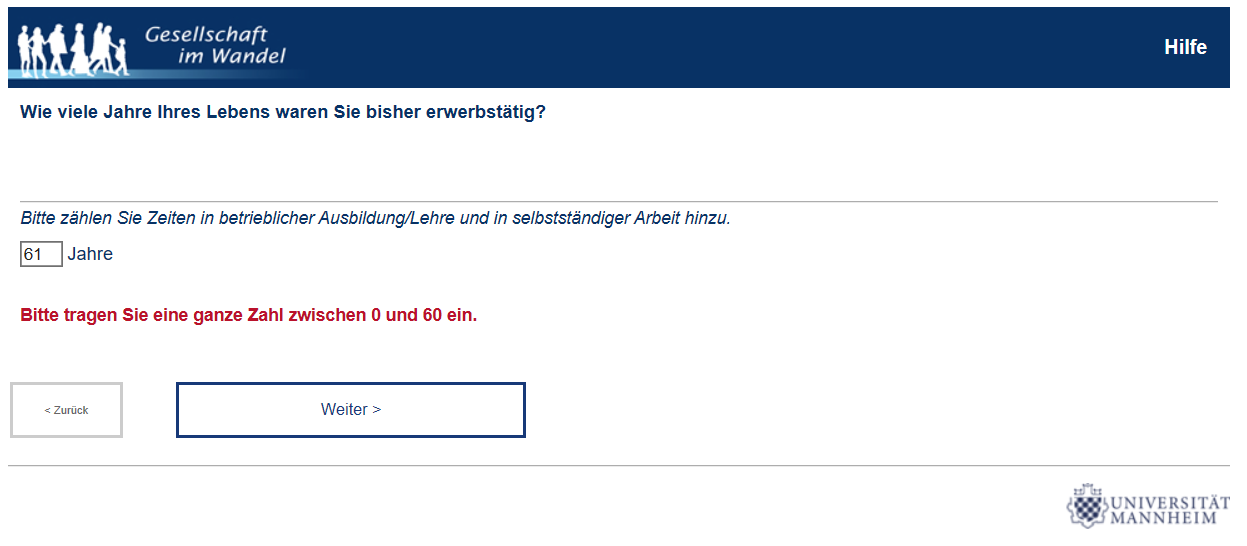 Gesellschaft
im Wandel
Hilfe
Wie viele Jahre Ihres Lebens waren Sie bisher erwerbstätig?
Bitte zählen Sie Zeiten in betrieblicher Ausbildung/Lehre und in selbstständiger Arbeit hinzu.
61 Jahre
Bitte tragen Sie eine ganze Zahl zwischen 0 und 60 ein.
< Zurück
Weiter >
UNIVERSITÄT
MANNHEIM